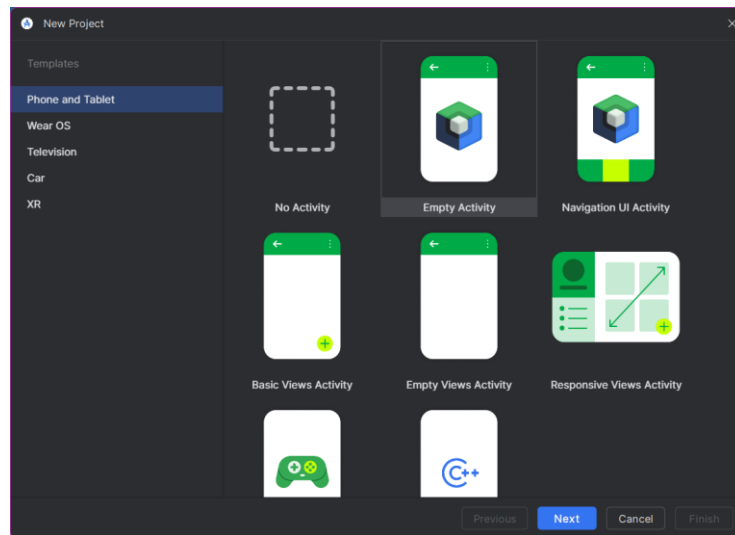 New Project
Templates
Phone and Tablet
Wear OS
Television
Car
XR
No Activity
Empty Activity
Navigation UI Activity
Basic Views Activity
Empty Views Activity
Responsive Views Activity
C++
Previous
Next
Cancel
Finish